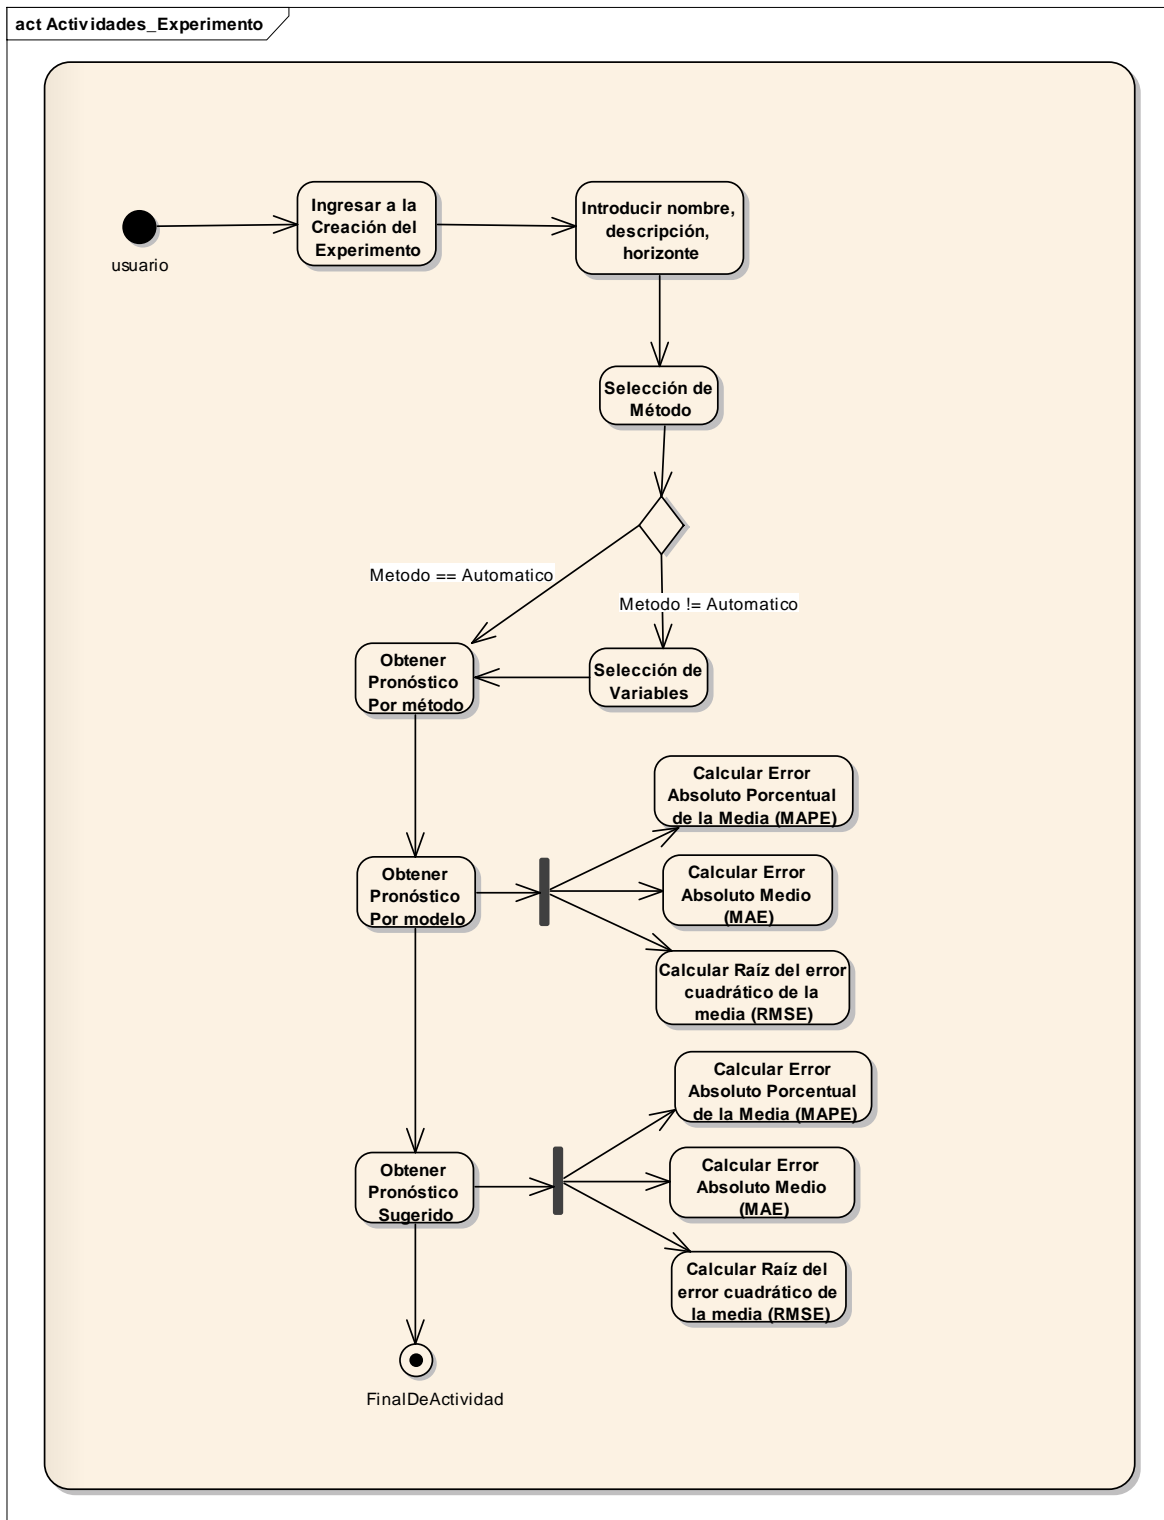 act Actividades_Experimento
usuario
Ingresar a la
Creación del
Experimento
Introducir nombre,
descripción,
horizonte
Selección de
Método
Metodo == Automatico
Metodo != Automatico
Obtener
Pronóstico
Por método
Selección de
Variables
Calcular Error
Absoluto Porcentual
de la Media (MAPE)
Obtener
Pronóstico
Por modelo
Calcular Error
Absoluto Medio
(MAE)
Calcular Raíz del error
cuadrático de la
media (RMSE)
Calcular Error
Absoluto Porcentual
de la Media (MAPE)
Obtener
Pronóstico
Sugerido
Calcular Error
Absoluto Medio
(MAE)
Calcular Raíz del
error cuadrático de
la media (RMSE)
FinalDeActividad